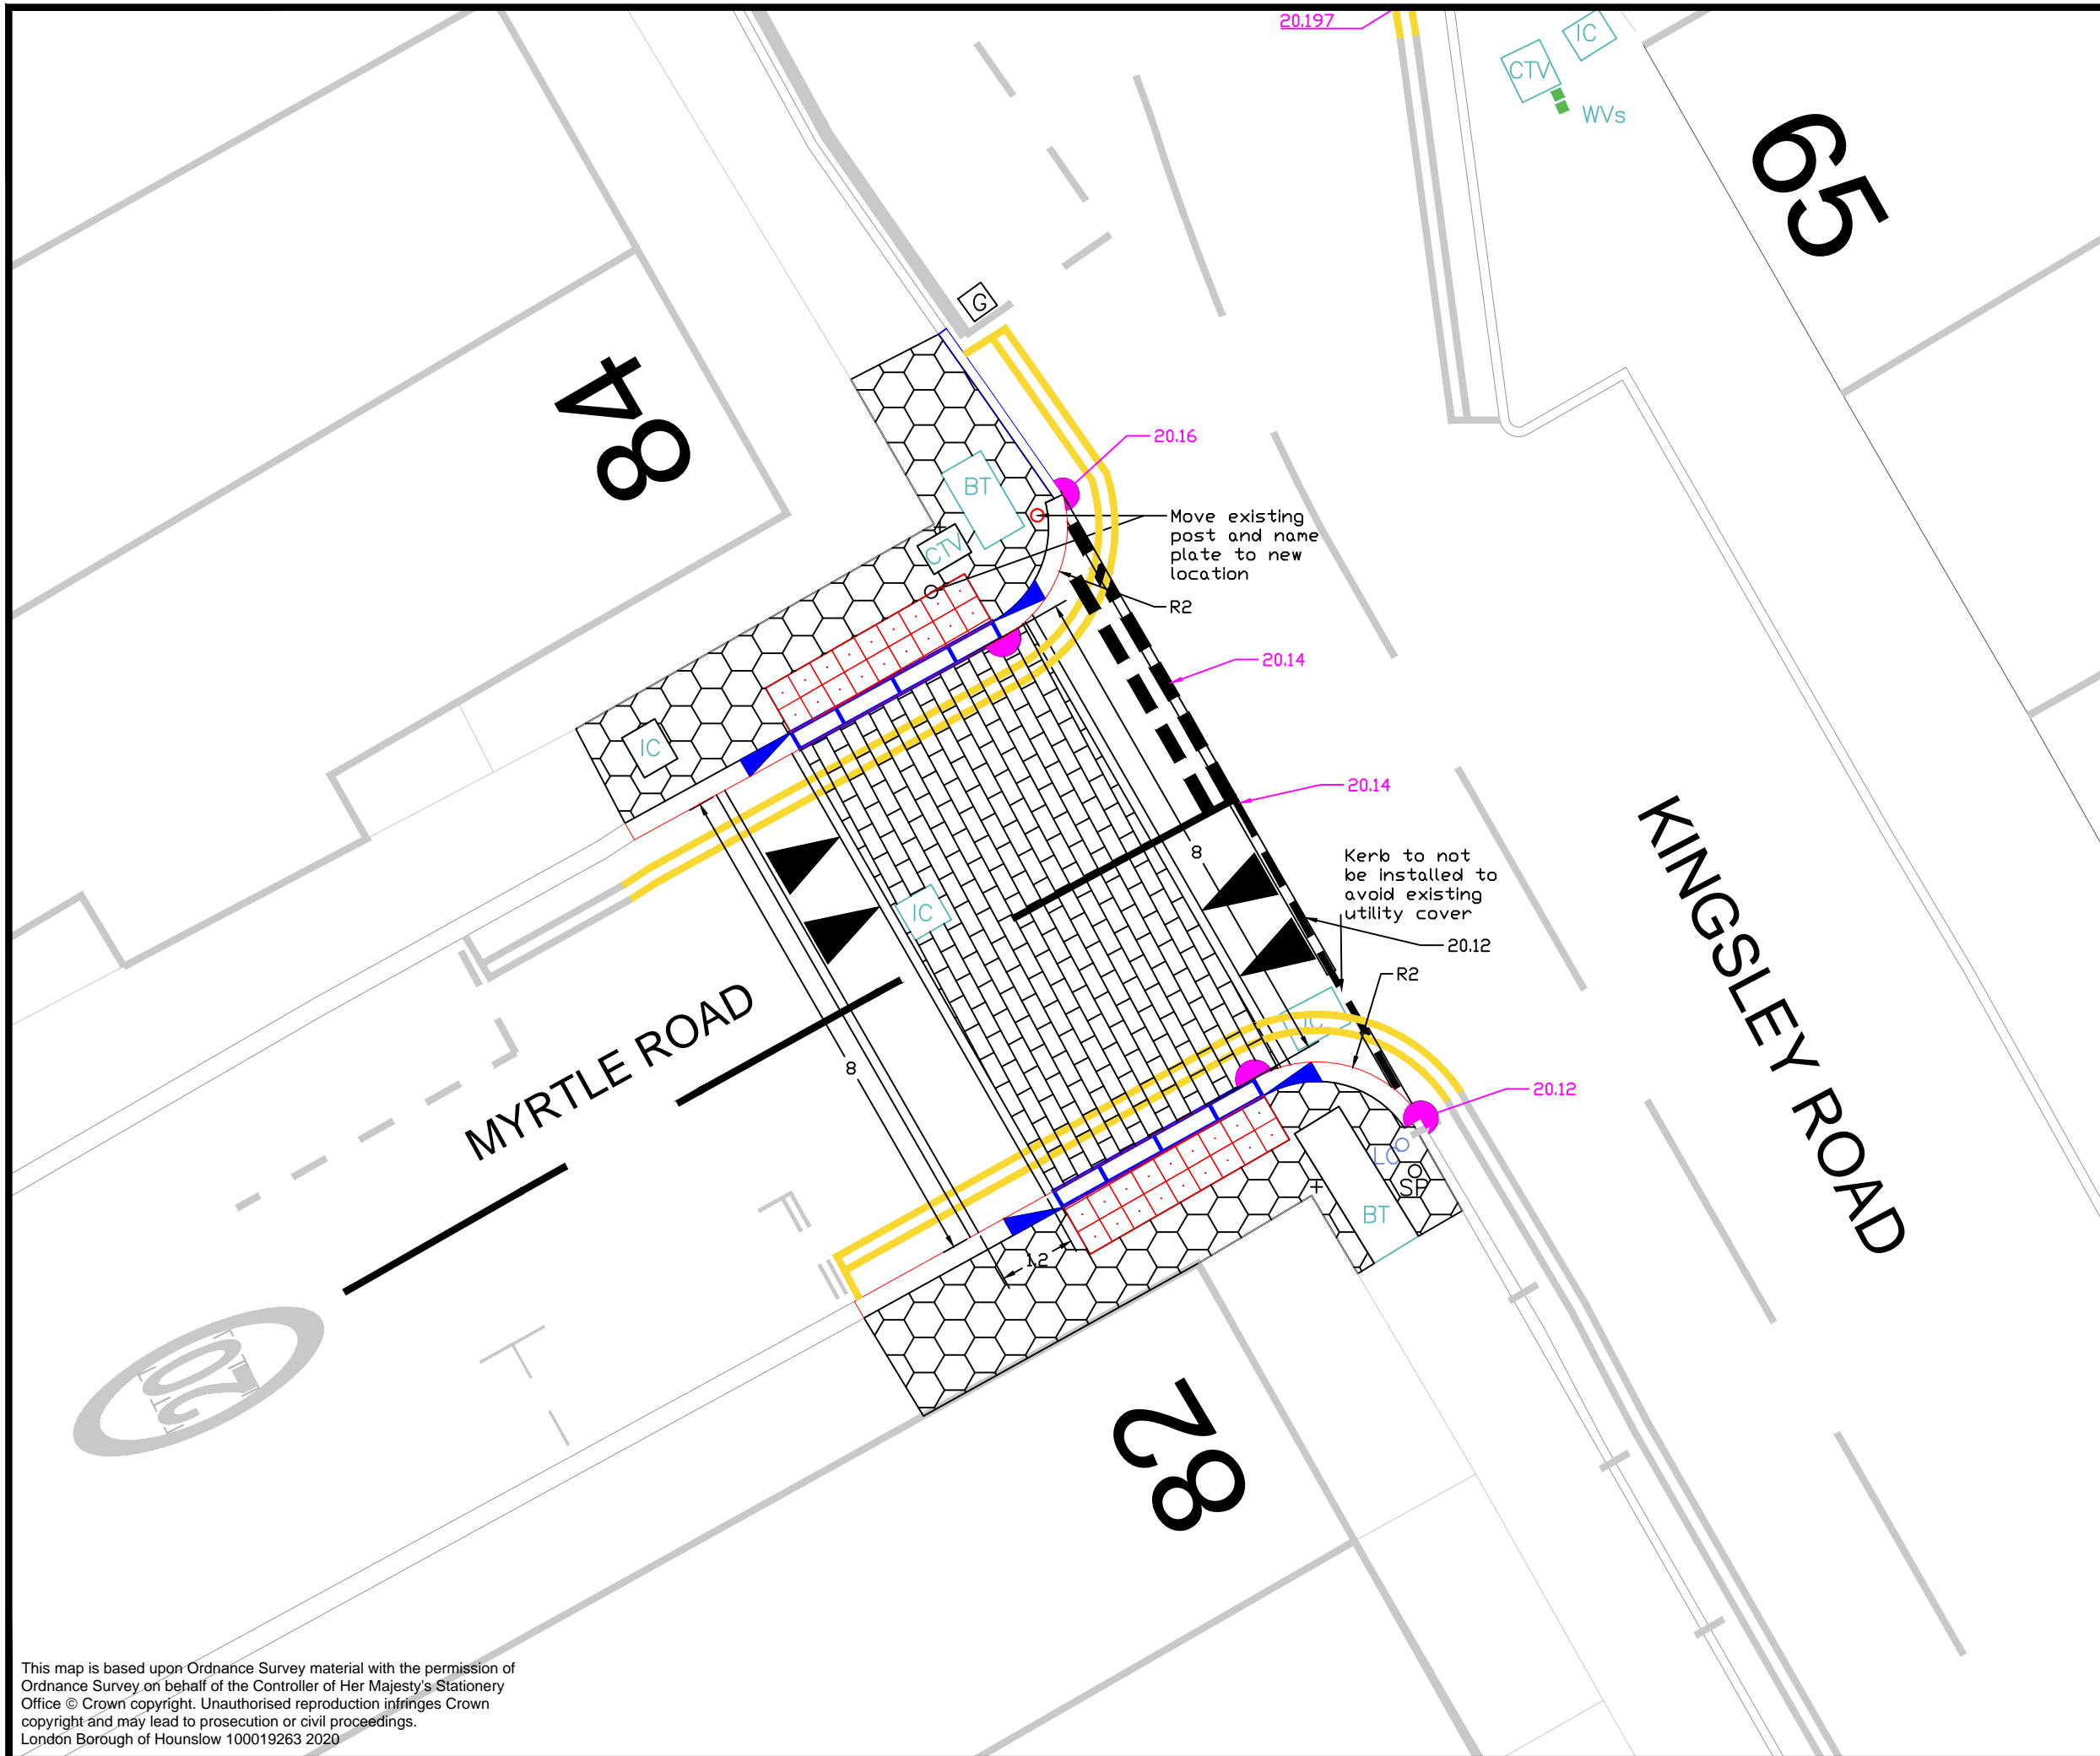 20.197
IC
CTV
WVs
65
G
84
20.16
BT
Move existing
post and name
plate to new
location
CTV
R2
20.14
IC
20.14
8
Kerb to not
be installed to
avoid existing
utility cover
IC
20.12
R2
IC
KINGSLEY ROAD
MYRTLE ROAD
8
20.12
LC
SP
BT
1.2
20
82
This map is based upon Ordnance Survey material with the permission of
Ordnance Survey on behalf of the Controller of Her Majesty's Stationery
Office © Crown copyright. Unauthorised reproduction infringes Crown
copyright and may lead to prosecution or civil proceedings.
London Borough of Hounslow 100019263 2020